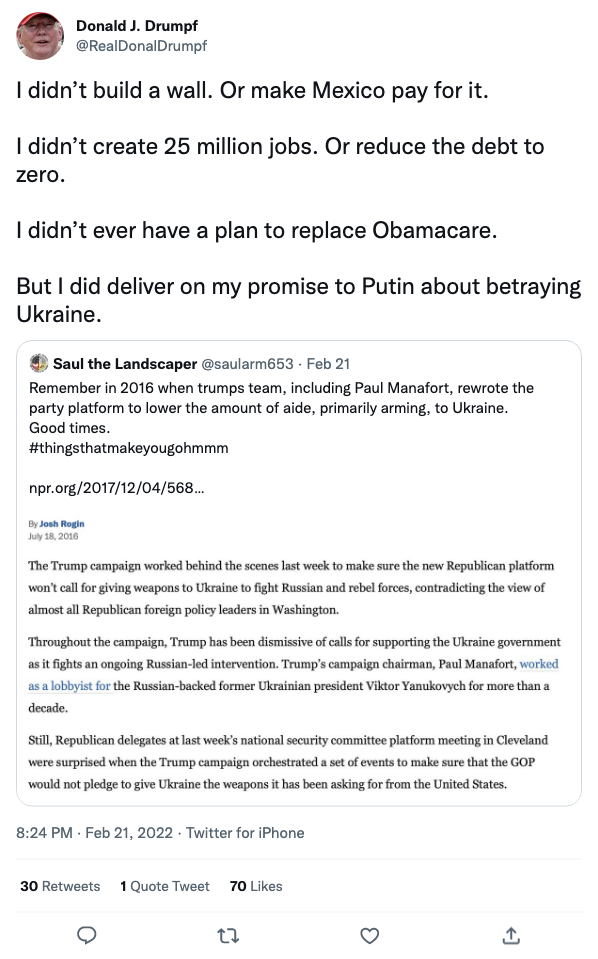 Donald J. Drumpf
@RealDonalDrumpf
I didn’t build a wall. Or make Mexico pay for it.
I didn’t create 25 million jobs. Or reduce the debt to
zero.
I didn’t ever have a plan to replace Obamacare.
But I did deliver on my promise to Putin about betraying
Ukraine.
Saul the Landscaper @saularm653 · Feb 21
Remember in 2016 when trumps team, including Paul Manafort, rewrote the
party platform to lower the amount of aide, primarily arming, to Ukraine.
Good times.
#thingsthatmakeyougohmmm
npr.org/2017/12/04/568…
By Josh Rogin
July 18, 2016
The Trump campaign worked behind the scenes last week to make sure the new Republican platform
won’t call for giving weapons to Ukraine to fight Russian and rebel forces, contradicting the view of
almost all Republican foreign policy leaders in Washington.
Throughout the campaign, Trump has been dismissive of calls for supporting the Ukraine government
as it fights an ongoing Russian-led intervention. Trump’s campaign chairman, Paul Manafort, worked
as a lobbyist for the Russian-backed former Ukrainian president Viktor Yanukovych for more than a
decade.
Still, Republican delegates at last week’s national security committee platform meeting in Cleveland
were surprised when the Trump campaign orchestrated a set of events to make sure that the GOP
would not pledge to give Ukraine the weapons it has been asking for from the United States.
8:24 PM · Feb 21, 2022 · Twitter for iPhone
30 Retweets 1 Quote Tweet 70 Likes